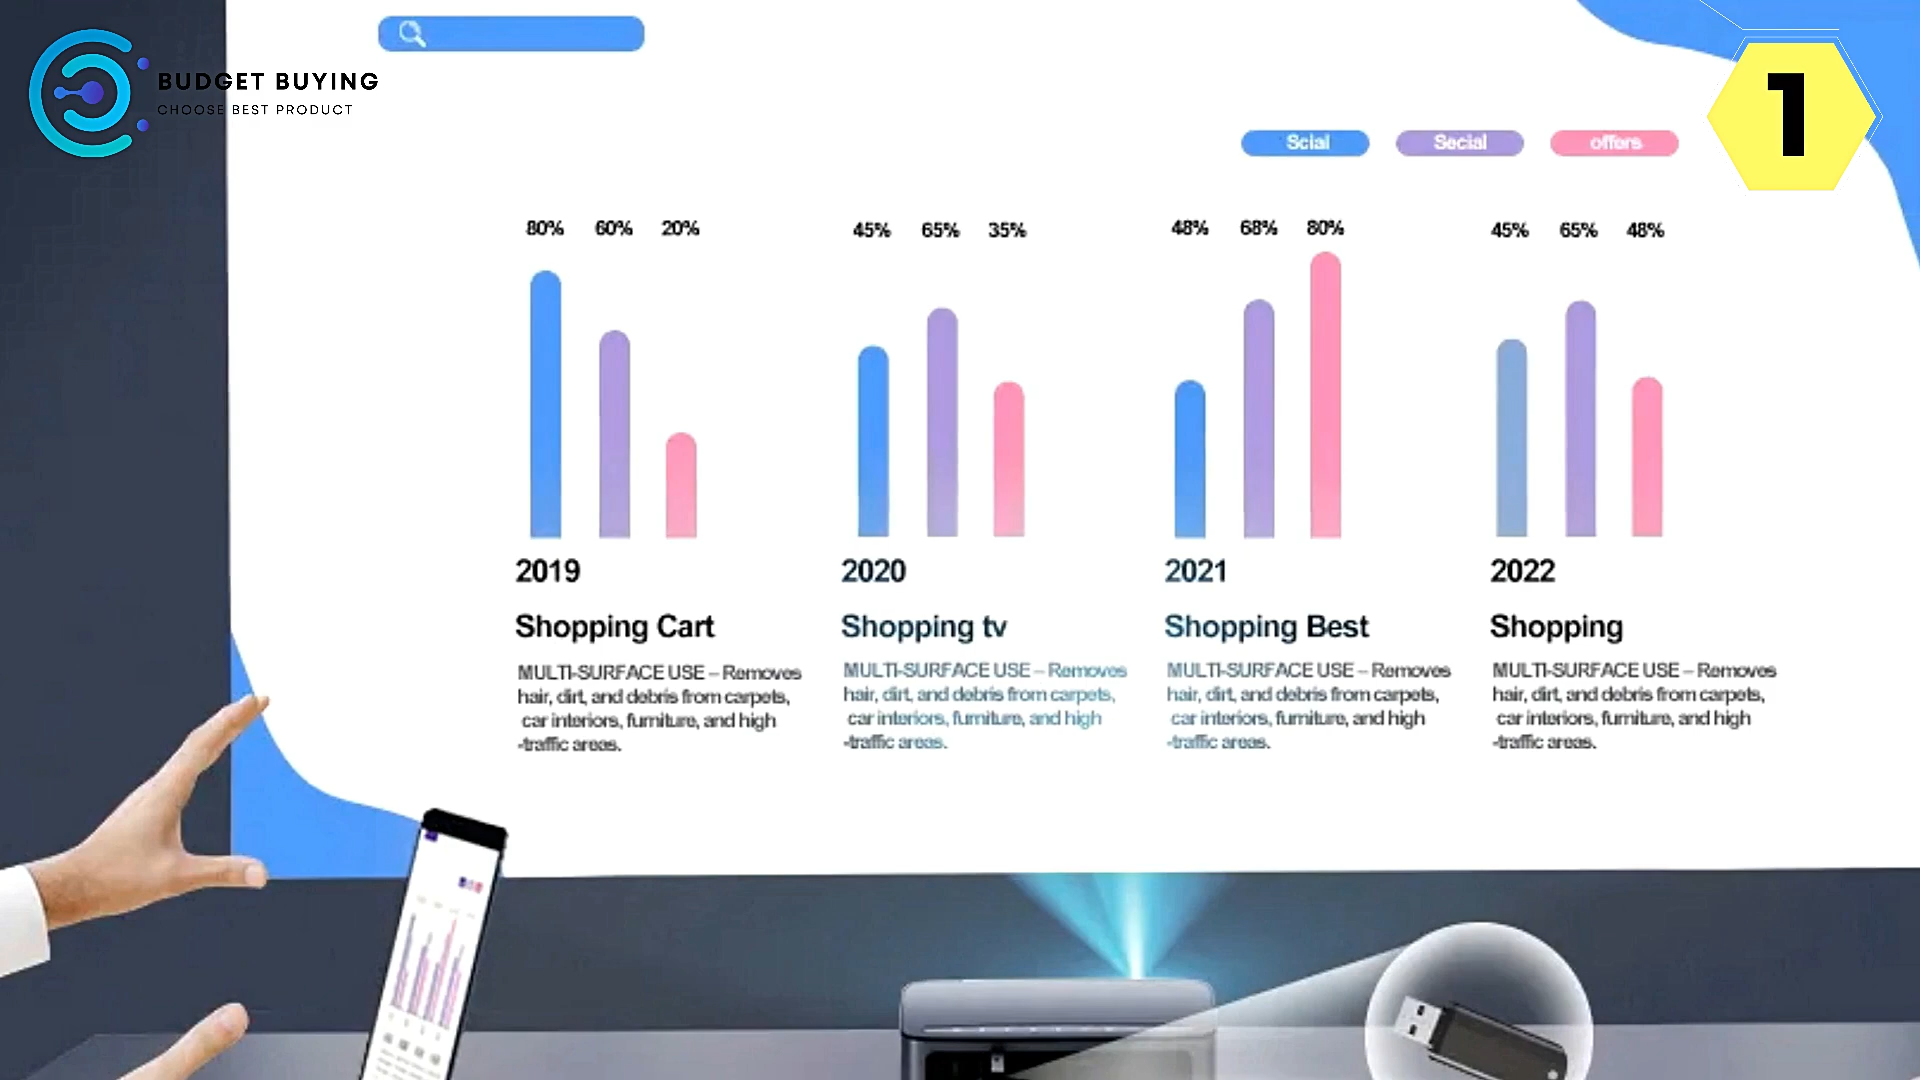 BUDGET BUYING
CHOOSE BEST PRODUCT
1
Scial
Secial
offers
80% 60% 20%
45% 65% 35%
48% 68% 80%
45% 65% 48%
2019
Shopping Cart
MULTI-SURFACE USE – Removes
hair, dirt, and debris from carpets,
car interiors, furniture, and high
-traffic areas.
2020
Shopping tv
MULTI-SURFACE USE – Removes
hair, dirt, and debris from carpets,
car interiors, furniture, and high
-traffic areas.
2021
Shopping Best
MULTI-SURFACE USE – Removes
hair, dirt, and debris from carpets,
car interiors, furniture, and high
-traffic areas.
2022
Shopping
MULTI-SURFACE USE – Removes
hair, dirt, and debris from carpets,
car interiors, furniture, and high
-traffic areas.